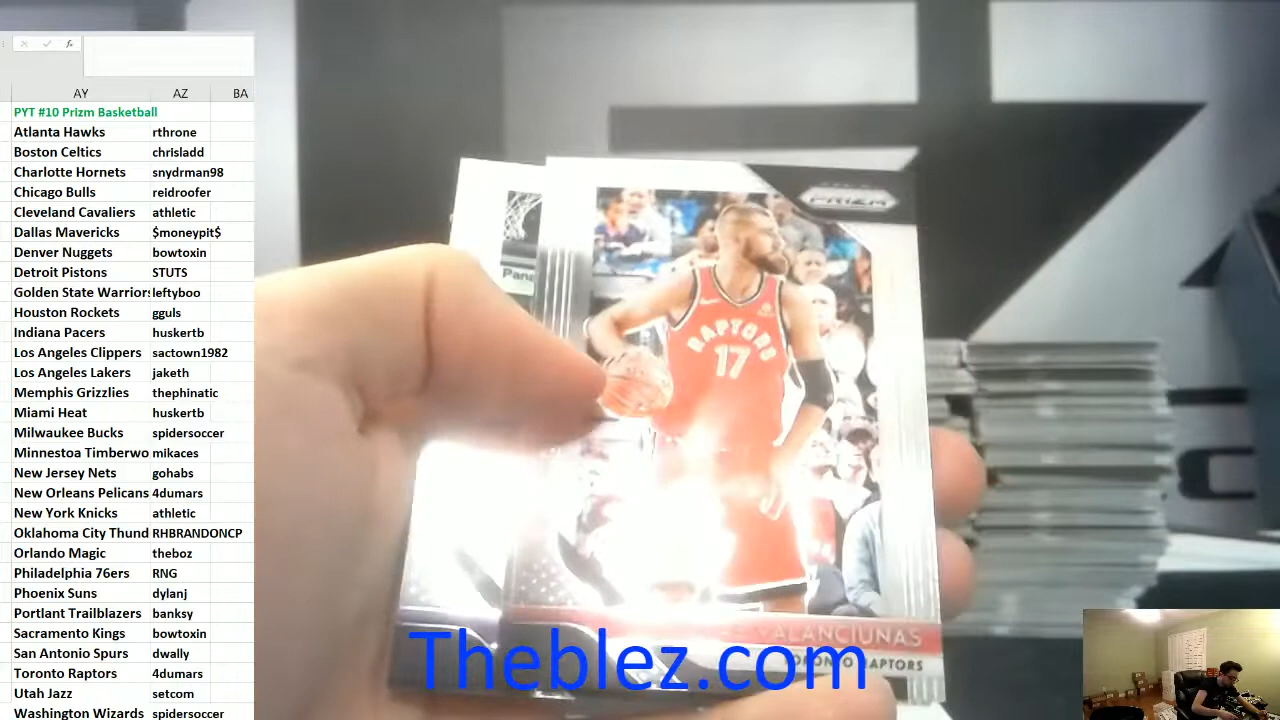 AY AZ BA
PYT #10 Prizm Basketball
Atlanta Hawks rthrone
Boston Celtics chrisladd
Charlotte Hornets snydrman98
Chicago Bulls reidroofer
Cleveland Cavaliers athletic
Dallas Mavericks $moneypit$
Denver Nuggets bowtoxin
Detroit Pistons STUTS
Golden State Warriors leftyboo
Houston Rockets gguls
Indiana Pacers huskertb
Los Angeles Clippers sactown1982
Los Angeles Lakers jaketh
Memphis Grizzlies thephinatic
Miami Heat huskertb
Milwaukee Bucks spidersoccer
Minnestoa Timberwo mikaces
New Jersey Nets gohabs
New Orleans Pelicans 4dumars
New York Knicks athletic
Oklahoma City Thund RHBRANDONCP
Orlando Magic theboz
Philadelphia 76ers RNG
Phoenix Suns dylanj
Portlant Trailblazers banksy
Sacramento Kings bowtoxin
San Antonio Spurs dwally
Toronto Raptors 4dumars
Utah Jazz setcom
Washington Wizards spidersoccer
PRIZM
Pan
RAPTORS
17
VALANCIUNAS
TORONTO RAPTORS
Theblez.com